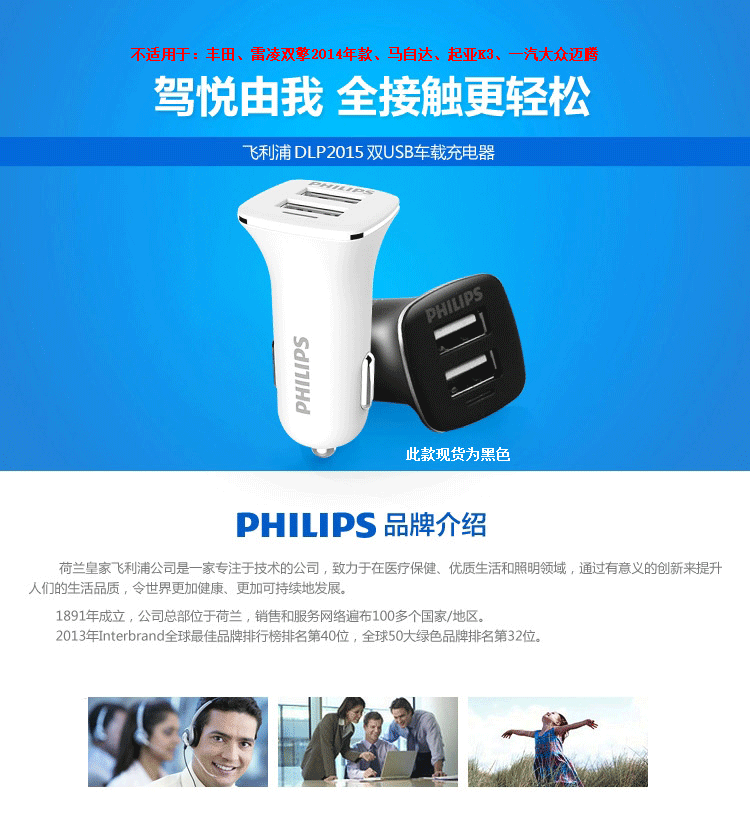 不适用于：丰田、雷凌双擎2014年款、马自达、起亚K3、一汽大众迈腾
驾悦由我 全接触更轻松
飞利浦 DLP2015 双USB车载充电器
PHILIPS
PHILIPS
PHILIPS
此款现货为黑色
PHILIPS 品牌介绍
荷兰皇家飞利浦公司是一家专注于技术的公司，致力于在医疗保健、优质生活和照明领域，通过有意义的创新来提升
人们的生活品质，令世界更加健康、更加可持续地发展。
1891年成立，公司总部位于荷兰，销售和服务网络遍布100多个国家/地区。
2013年Interbrand全球最佳品牌排行榜排名第40位，全球50大绿色品牌排名第32位。